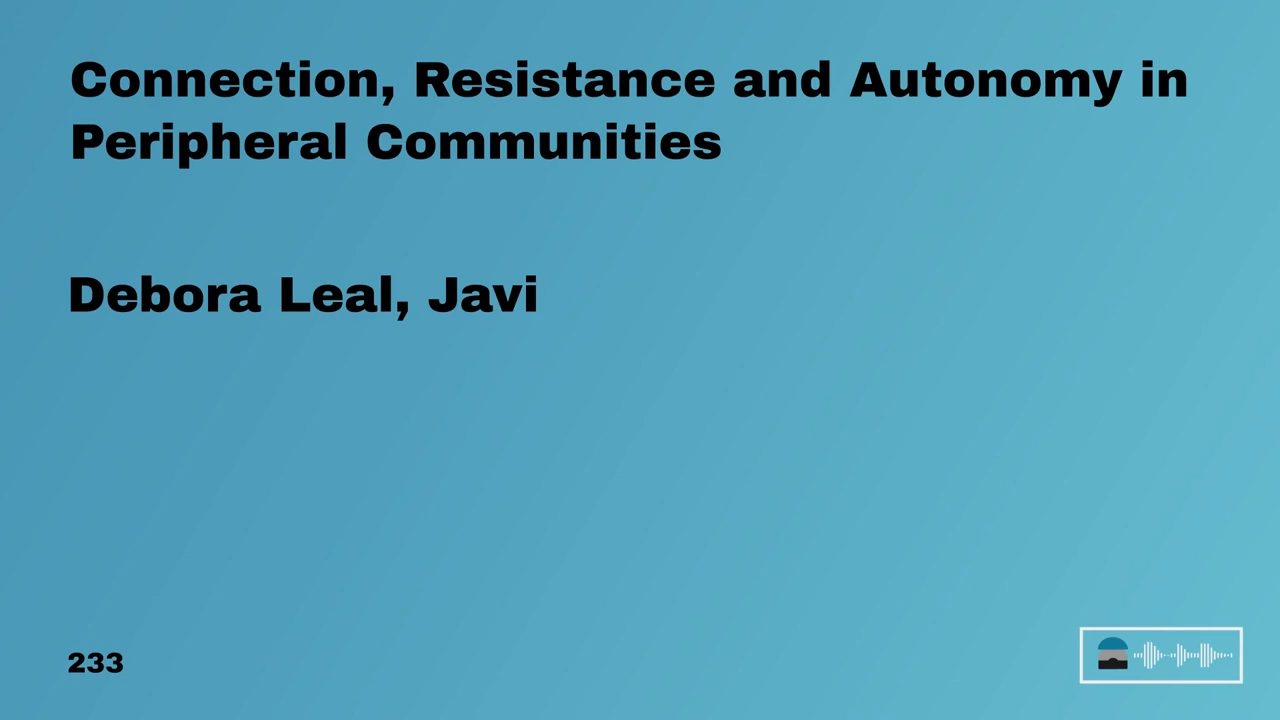 Connection, Resistance and Autonomy in
Peripheral Communities
Debora Leal, Javi
233